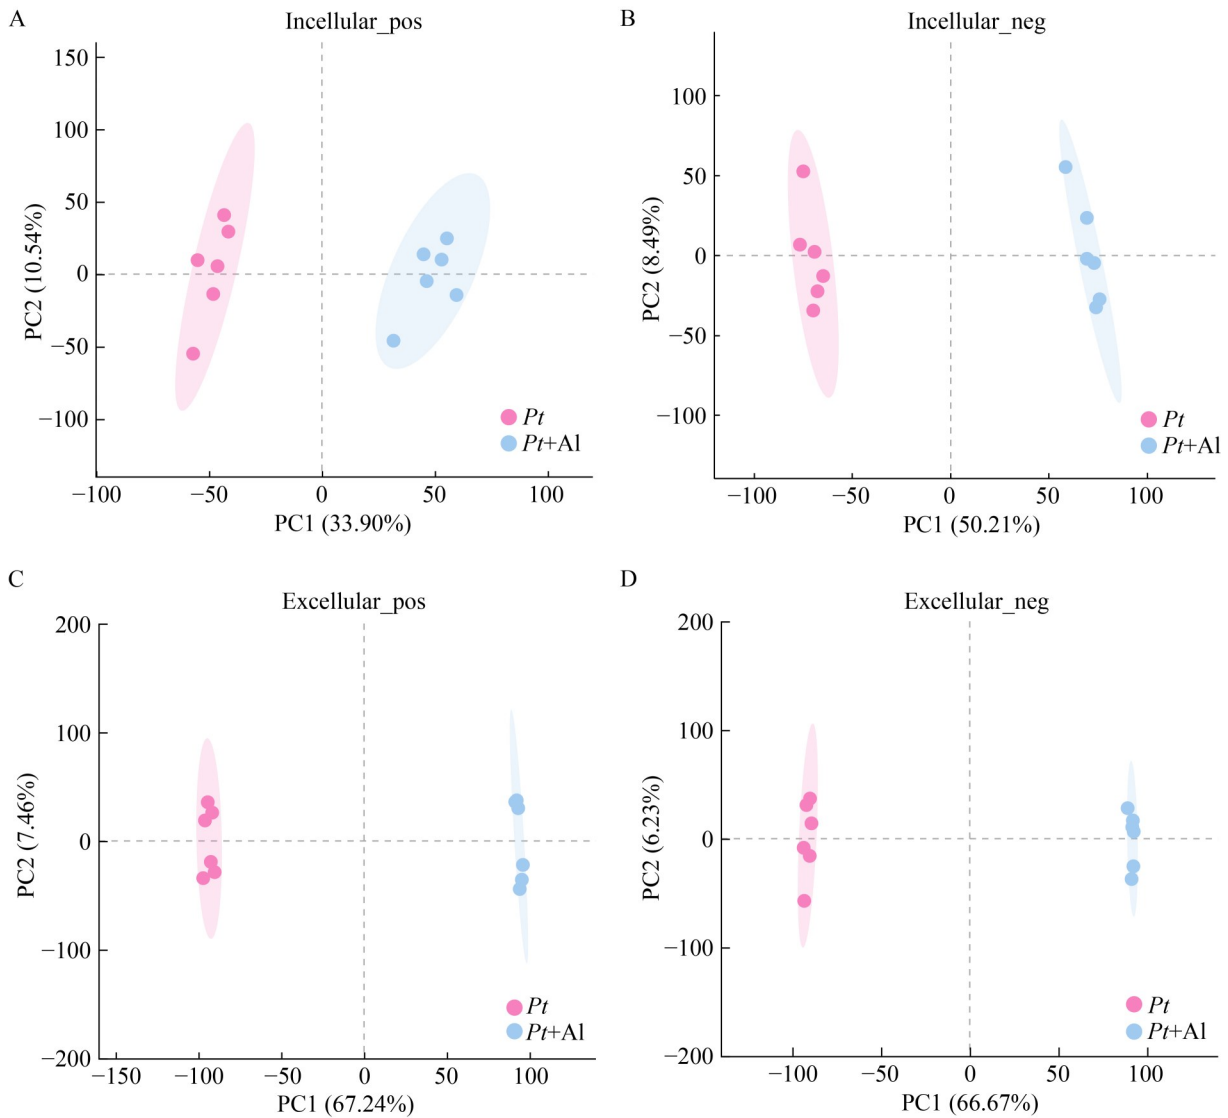 A
Incellular_pos
150
100
50
0
−50
−100
PC2 (10.54%)
−100
−50
0
50
100
PC1 (33.90%)
Pt
Pt+Al
B
Incellular_neg
100
50
0
−50
−100
PC2 (8.49%)
−100
−50
0
50
100
PC1 (50.21%)
Pt
Pt+Al
C
Excellular_pos
200
100
0
−100
−200
PC2 (7.46%)
−150
−100
−50
0
50
100
PC1 (67.24%)
Pt
Pt+Al
D
Excellular_neg
200
100
0
−100
−200
PC2 (6.23%)
−100
−50
0
50
100
PC1 (66.67%)
Pt
Pt+Al